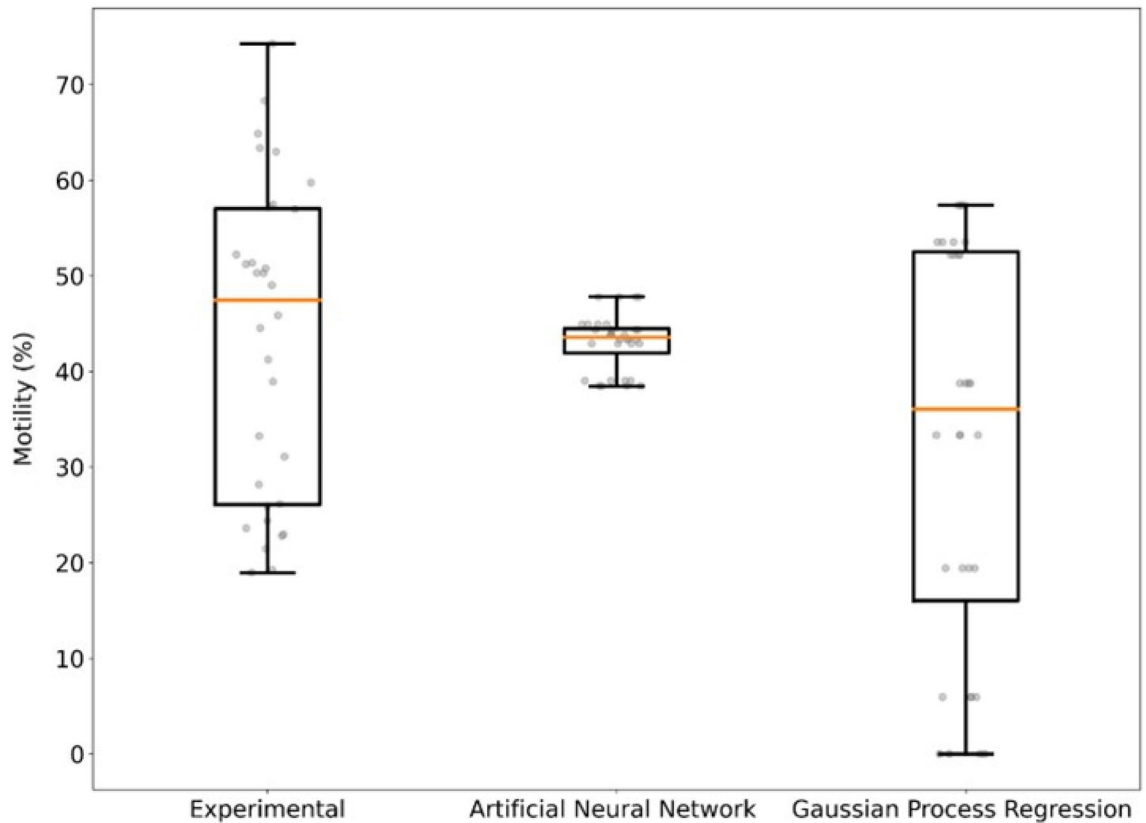 Motility (%)
70
60
50
40
30
20
10
0
Experimental
Artificial Neural Network
Gaussian Process Regression